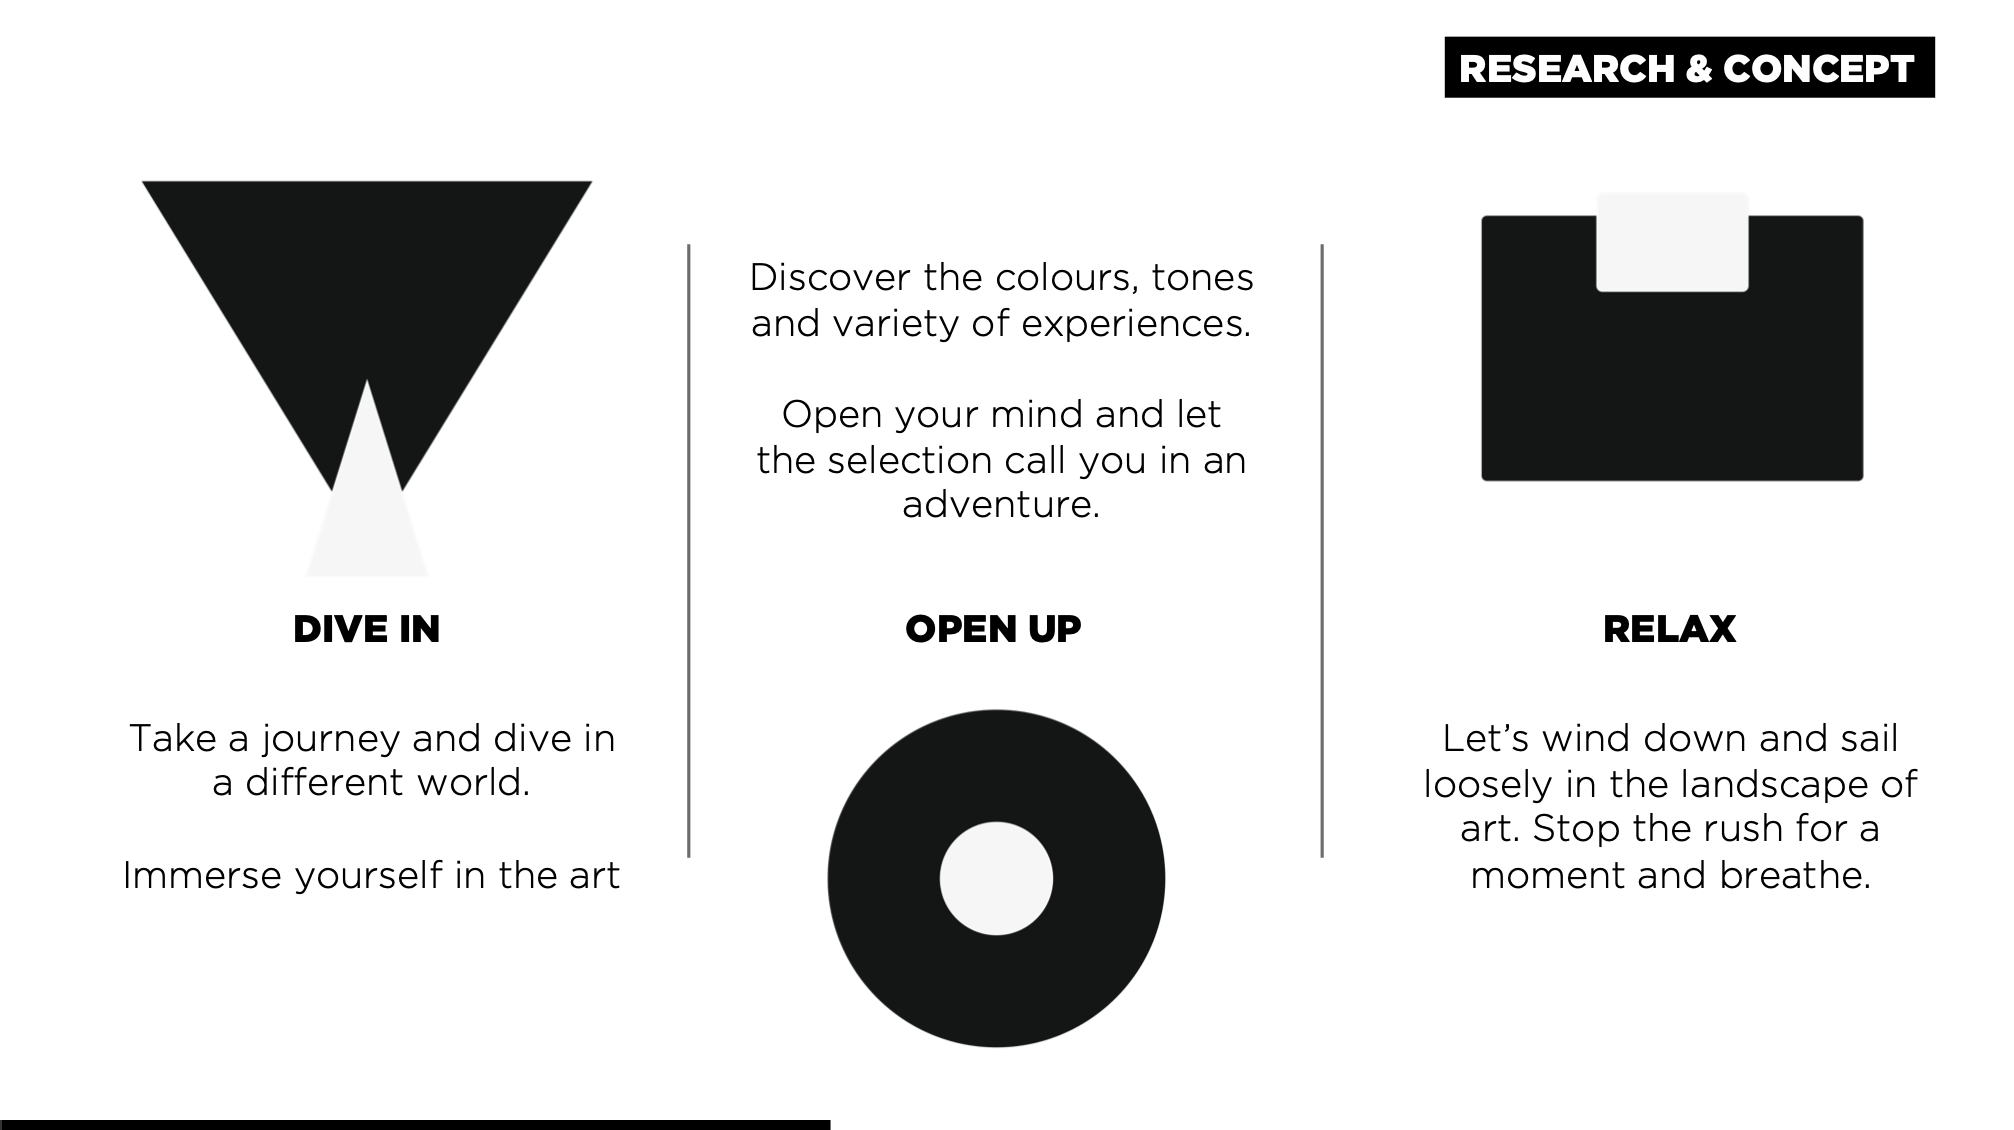 RESEARCH & CONCEPT
DIVE IN
Take a journey and dive in
a different world.
Immerse yourself in the art
Discover the colours, tones
and variety of experiences.
Open your mind and let
the selection call you in an
adventure.
OPEN UP
RELAX
Let’s wind down and sail
loosely in the landscape of
art. Stop the rush for a
moment and breathe.